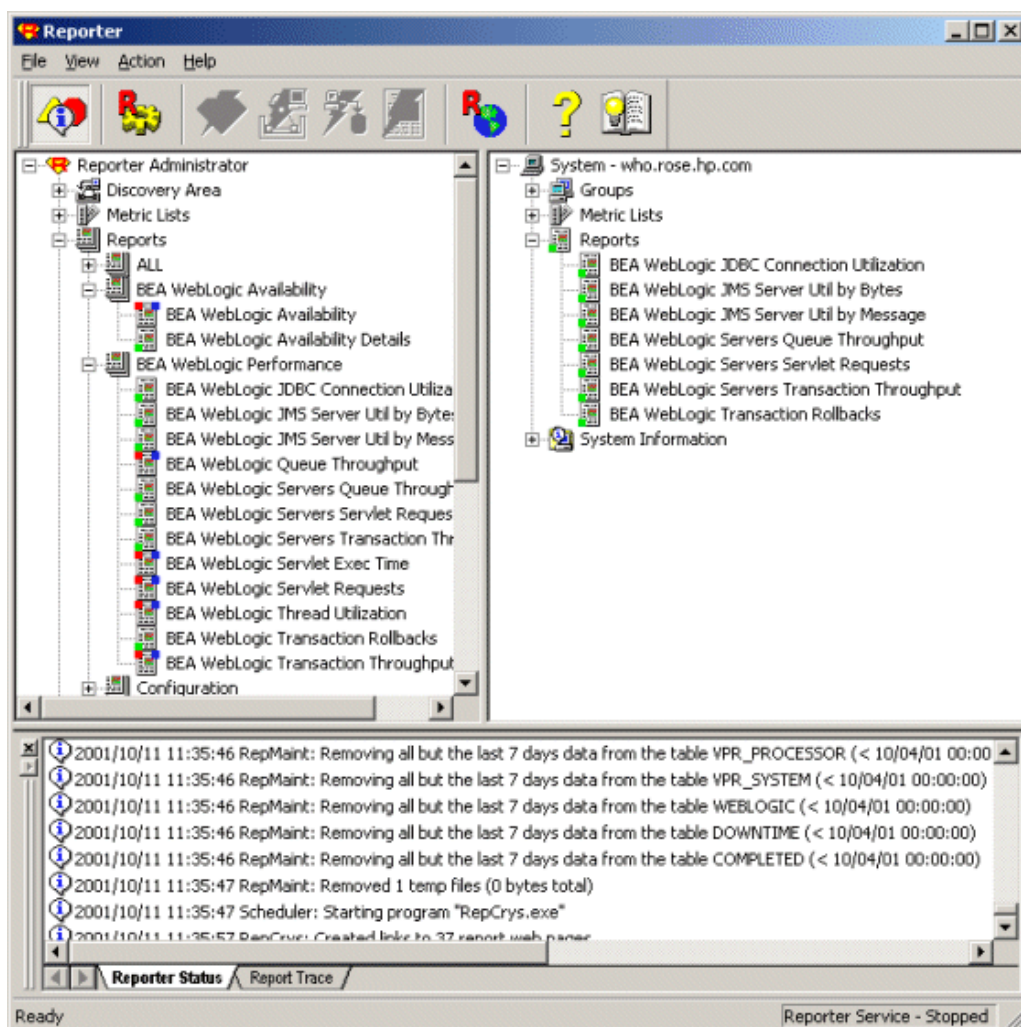 Reporter
File View Action Help
Reporter Administrator
Discovery Area
Metric Lists
Reports
ALL
BEA WebLogic Availability
BEA WebLogic Availability
BEA WebLogic Availability Details
BEA WebLogic Performance
BEA WebLogic JDBC Connection Utiliza
BEA WebLogic JMS Server Util by Bytes
BEA WebLogic JMS Server Util by Mess
BEA WebLogic Queue Throughput
BEA WebLogic Servers Queue Through
BEA WebLogic Servers Servlet Reques
BEA WebLogic Servers Transaction Thr
BEA WebLogic Servlet Exec Time
BEA WebLogic Servlet Requests
BEA WebLogic Thread Utilization
BEA WebLogic Transaction Rollbacks
BEA WebLogic Transaction Throughput
Configuration
System - who.rose.hp.com
Groups
Metric Lists
Reports
BEA WebLogic JDBC Connection Utilization
BEA WebLogic JMS Server Util by Bytes
BEA WebLogic JMS Server Util by Message
BEA WebLogic Servers Queue Throughput
BEA WebLogic Servers Servlet Requests
BEA WebLogic Servers Transaction Throughput
BEA WebLogic Transaction Rollbacks
System Information
2001/10/11 11:35:46 RepMaint: Removing all but the last 7 days data from the table VPR_PROCESSOR (< 10/04/01 00:00
2001/10/11 11:35:46 RepMaint: Removing all but the last 7 days data from the table VPR_SYSTEM (< 10/04/01 00:00:00)
2001/10/11 11:35:46 RepMaint: Removing all but the last 7 days data from the table WEBLOGIC (< 10/04/01 00:00:00)
2001/10/11 11:35:46 RepMaint: Removing all but the last 7 days data from the table DOWNTIME (< 10/04/01 00:00:00)
2001/10/11 11:35:46 RepMaint: Removing all but the last 7 days data from the table COMPLETED (< 10/04/01 00:00:00)
2001/10/11 11:35:47 RepMaint: Removed 1 temp files (0 bytes total)
2001/10/11 11:35:47 Scheduler: Starting program "RepCrys.exe"
2001/10/11 11:35:57 RepCrys: Created links to 37 report web pages
Reporter Status Report Trace
Ready Reporter Service - Stopped